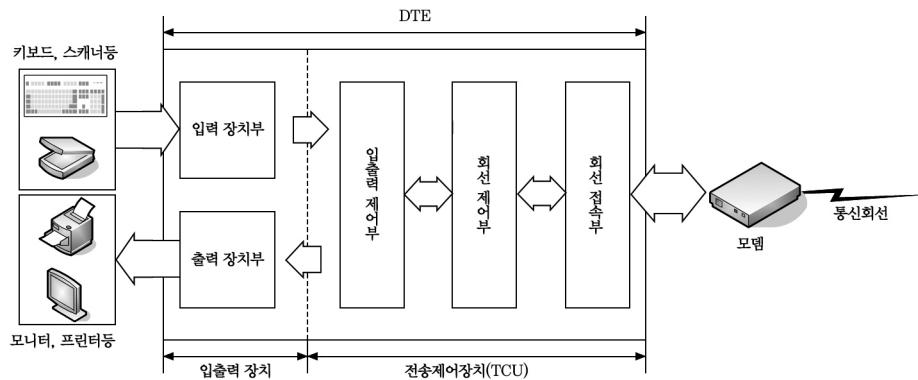 DTE
키보드, 스캐너등
입력 장치부
출력 장치부
입출력 제어부
회선 제어부
회선 접속부
통신회선
모뎀
모니터, 프린터등
입출력 장치
전송제어장치(TCU)